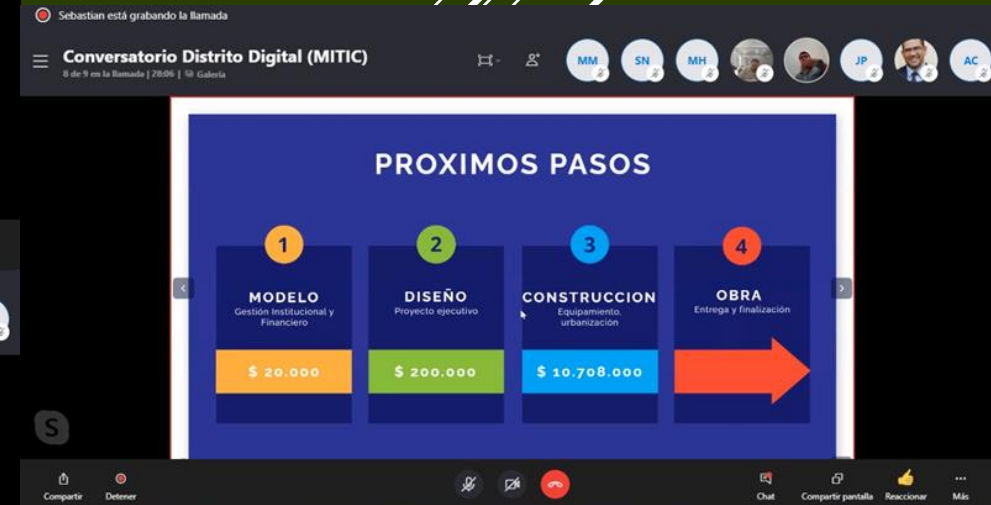 Sebastian está grabando la llamada
Conversatorio Distrito Digital (MITIC)
8 de 9 en la llamada | 28:06 | Galería
MM
SN
MH
JP
AC
PROXIMOS PASOS
1
MODELO
Gestión Institucional y
Financiero
$ 20.000
2
DISEÑO
Proyecto ejecutivo
$ 200.000
3
CONSTRUCCION
Equipamiento,
urbanización
$ 10.708.000
4
OBRA
Entrega y finalización
S
Compartir
Detener
Chat
Compartir pantalla
Reaccionar
Más